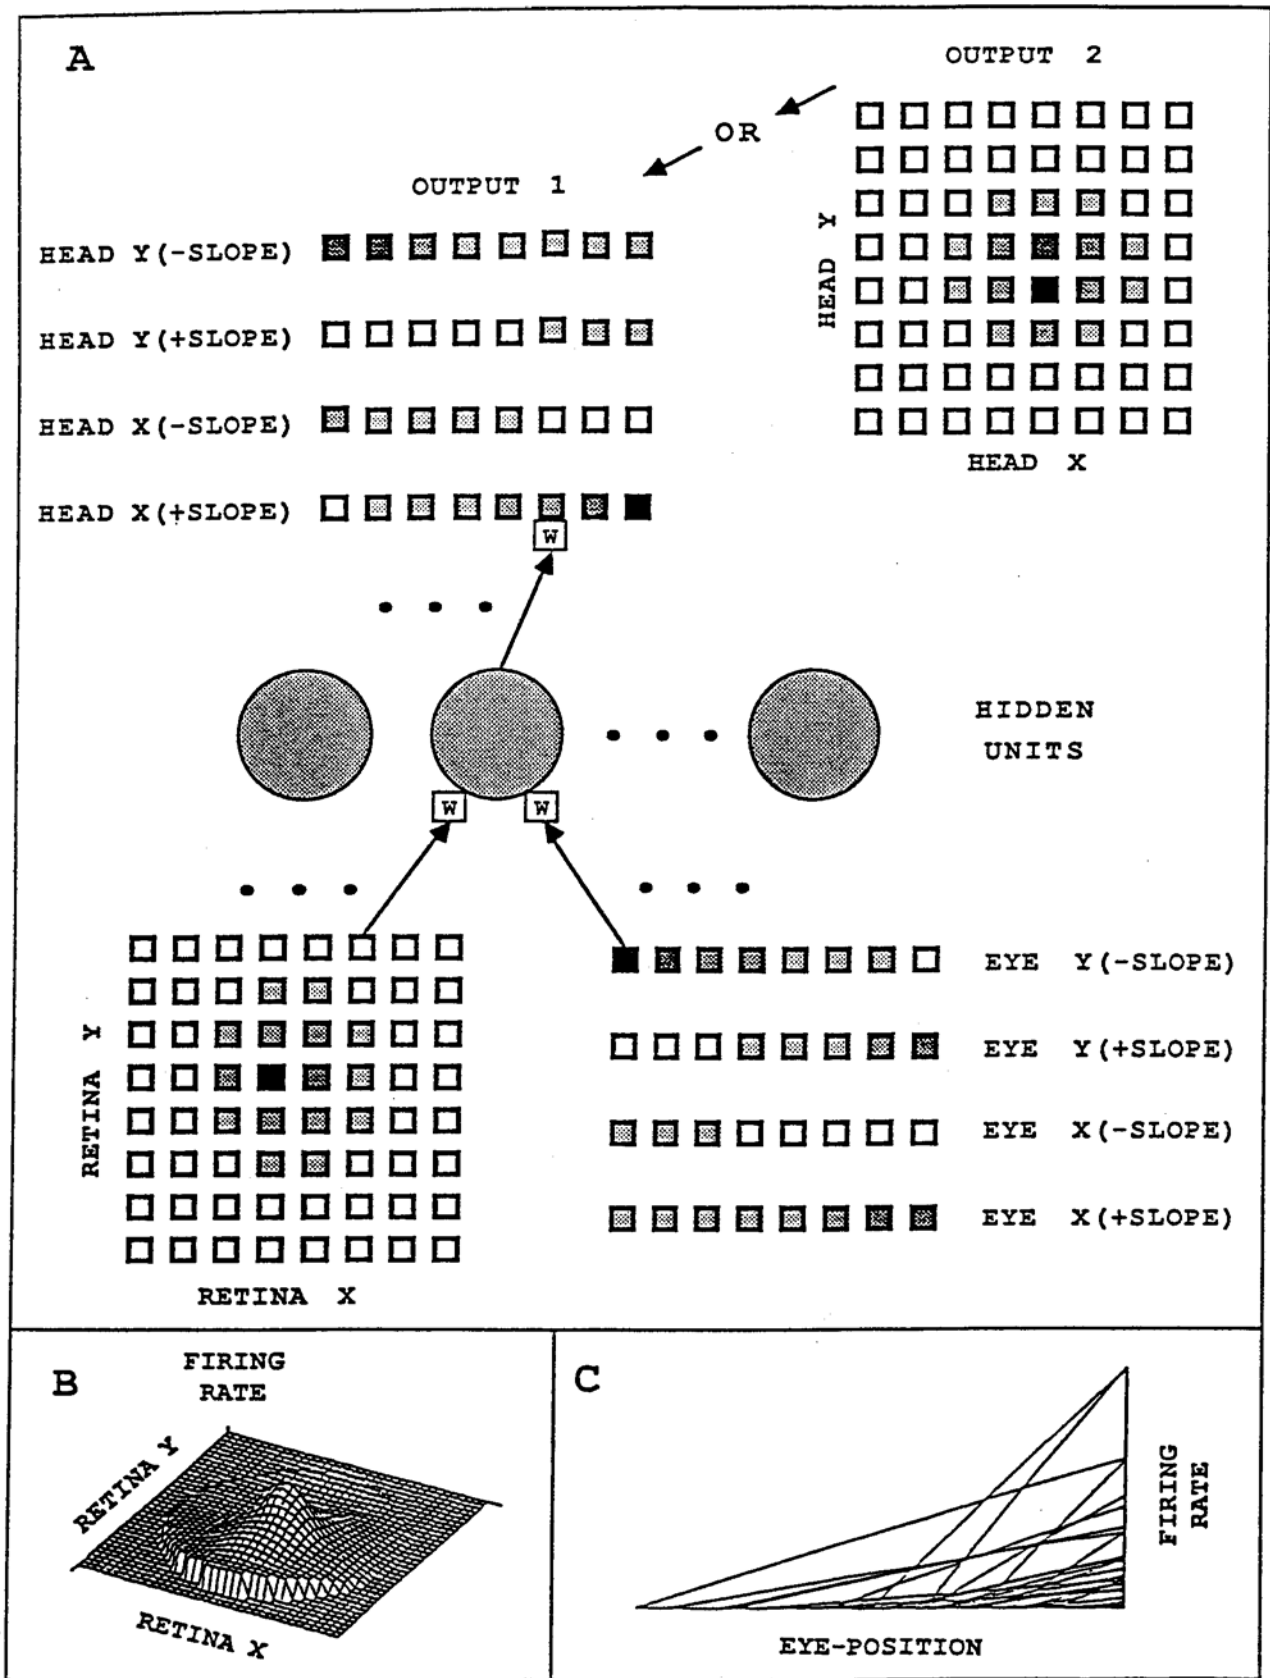 A
OUTPUT 2
OR
OUTPUT 1
HEAD Y(-SLOPE)
HEAD Y(+SLOPE)
HEAD X(-SLOPE)
HEAD X(+SLOPE)
HEAD Y
HEAD X
W
HIDDEN
UNITS
W
W
RETINA Y
RETINA X
EYE Y(-SLOPE)
EYE Y(+SLOPE)
EYE X(-SLOPE)
EYE X(+SLOPE)
B
FIRING
RATE
RETINA Y
RETINA X
C
FIRING
RATE
EYE-POSITION